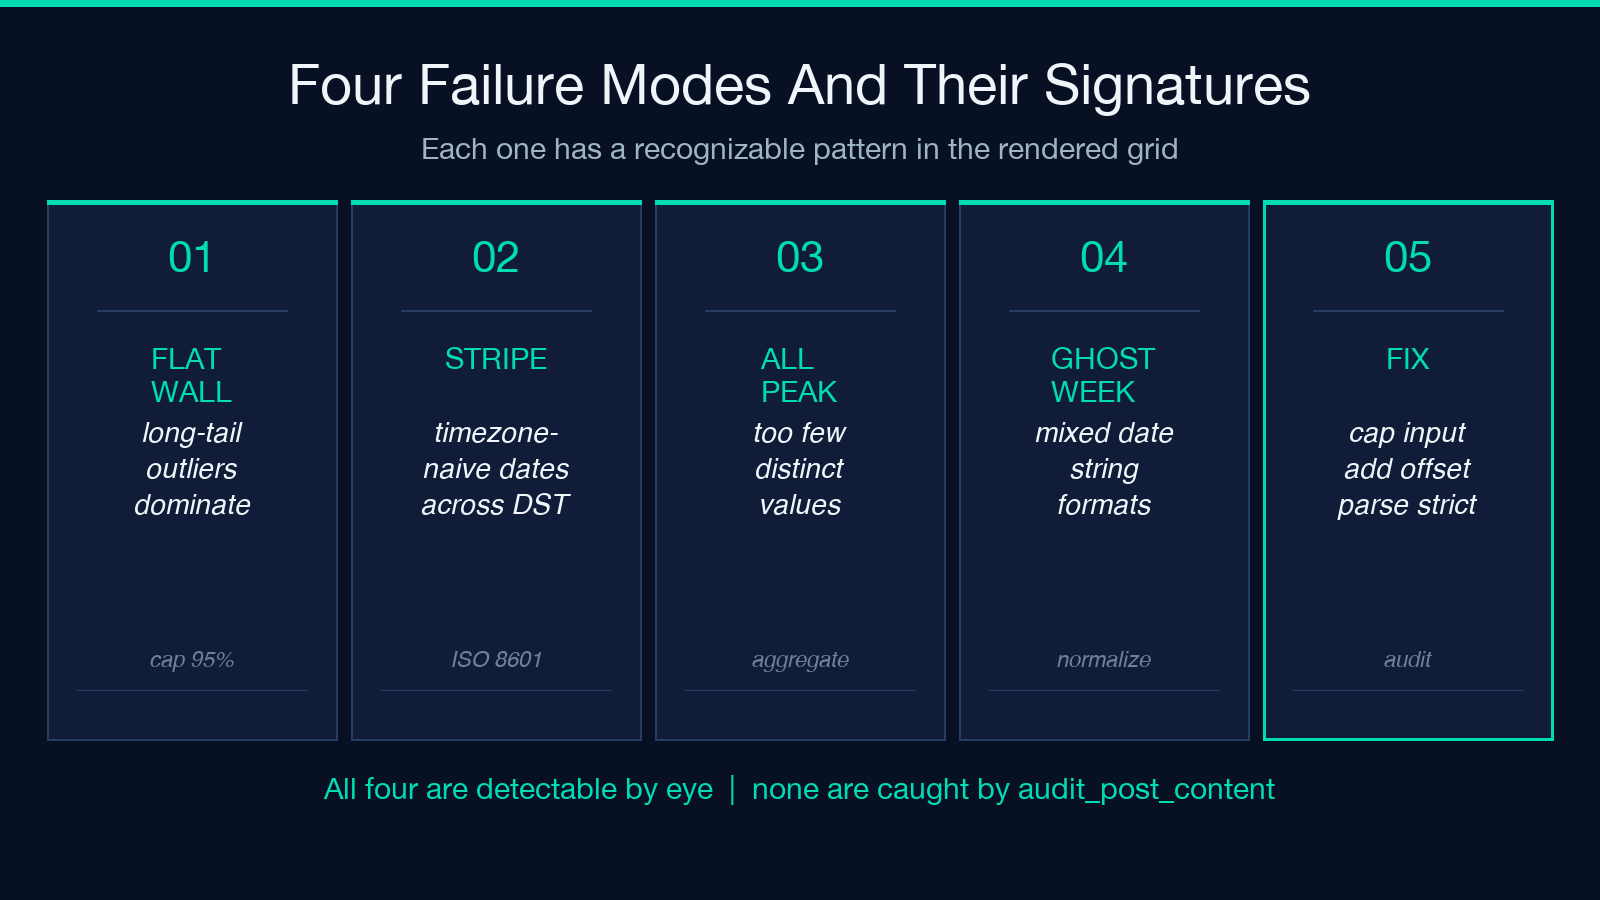 Four Failure Modes And Their Signatures
Each one has a recognizable pattern in the rendered grid
01
FLAT
WALL
long-tail
outliers
dominate
cap 95%
02
STRIPE
timezone-
naive dates
across DST
ISO 8601
03
ALL
PEAK
too few
distinct
values
aggregate
04
GHOST
WEEK
mixed date
string
formats
normalize
05
FIX
cap input
add offset
parse strict
audit
All four are detectable by eye | none are caught by audit_post_content